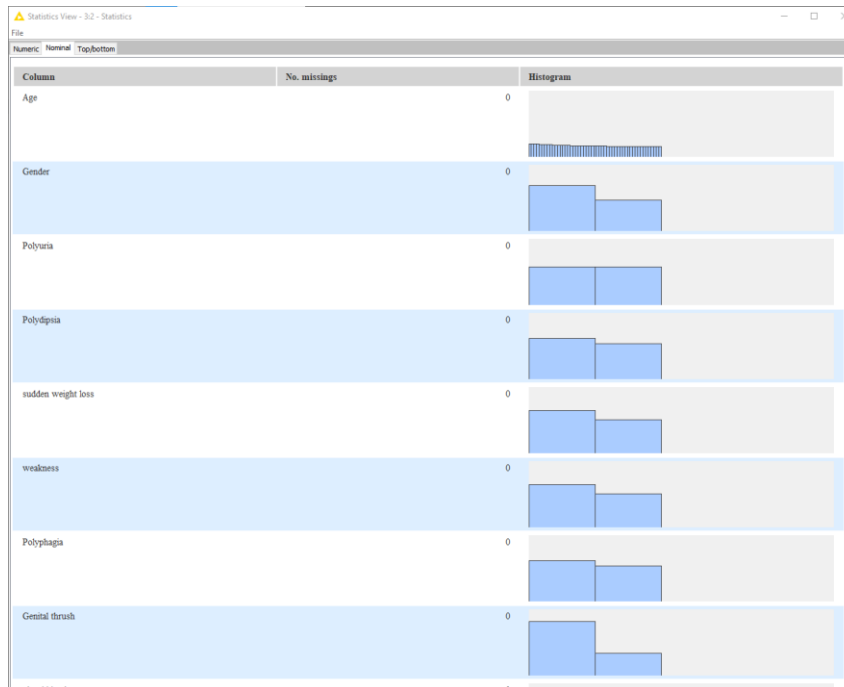 Statistics View - 3:2 - Statistics
File
Numeric Nominal Top/bottom
Column No. missings Histogram
Age 0
Gender 0
Polyuria 0
Polydipsia 0
sudden weight loss 0
weakness 0
Polyphagia 0
Genital thrush 0